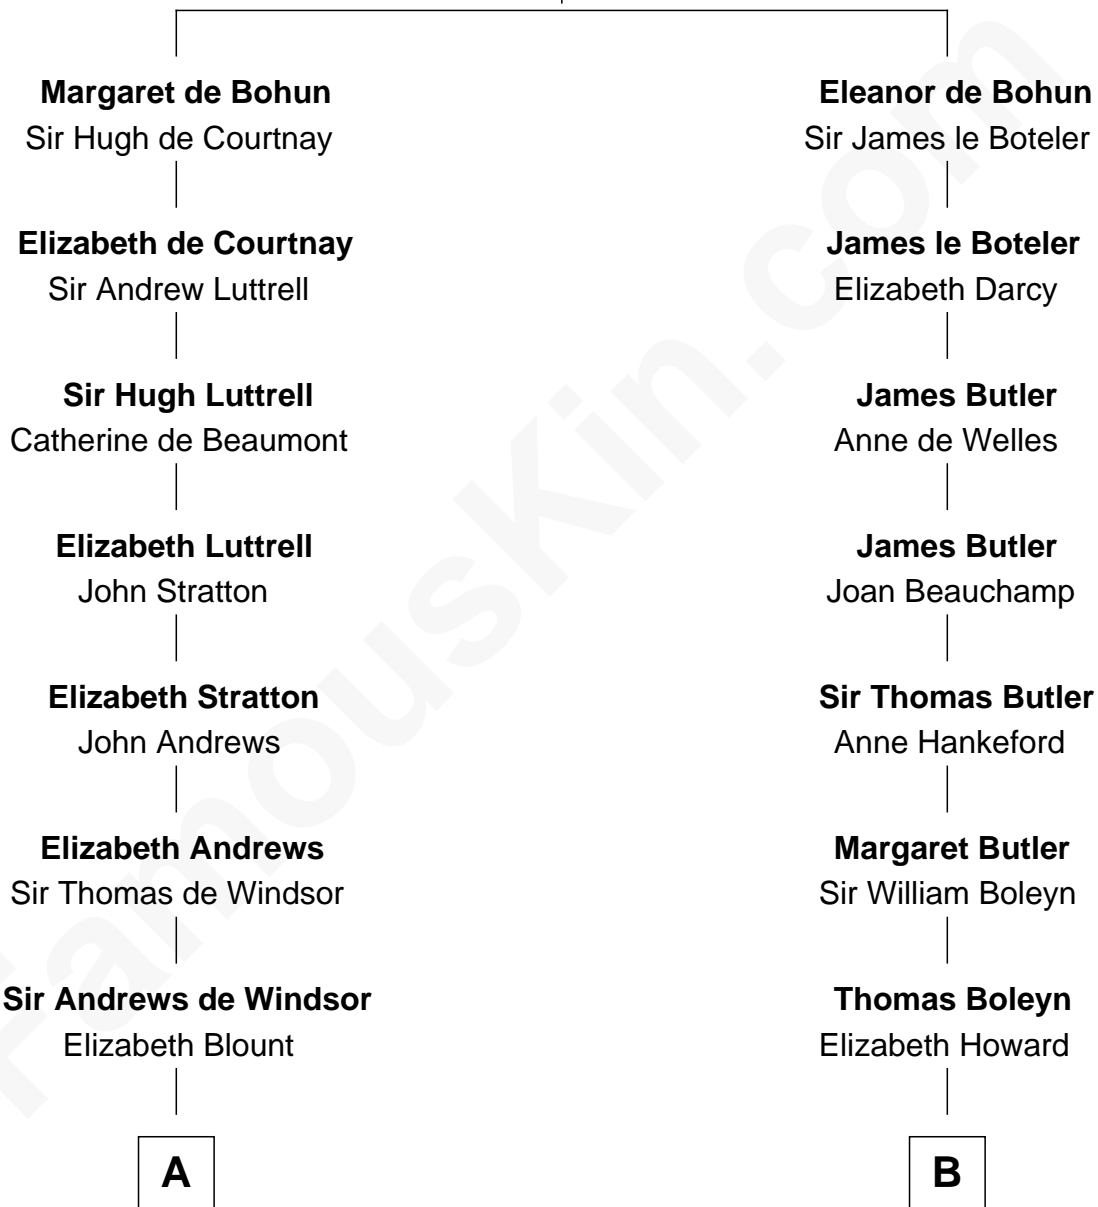 Margaret de Bohun
Sir Hugh de Courtnay
Elizabeth de Courtnay
Sir Andrew Luttrell
Sir Hugh Luttrell
Catherine de Beaumont
Elizabeth Luttrell
John Stratton
Elizabeth Stratton
John Andrews
Elizabeth Andrews
Sir Thomas de Windsor
Sir Andrews de Windsor
Elizabeth Blount
A
Eleanor de Bohun
Sir James le Boteler
James le Boteler
Elizabeth Darcy
James Butler
Anne de Welles
James Butler
Joan Beauchamp
Sir Thomas Butler
Anne Hankeford
Margaret Butler
Sir William Boleyn
Thomas Boleyn
Elizabeth Howard
B
FamousKin.com